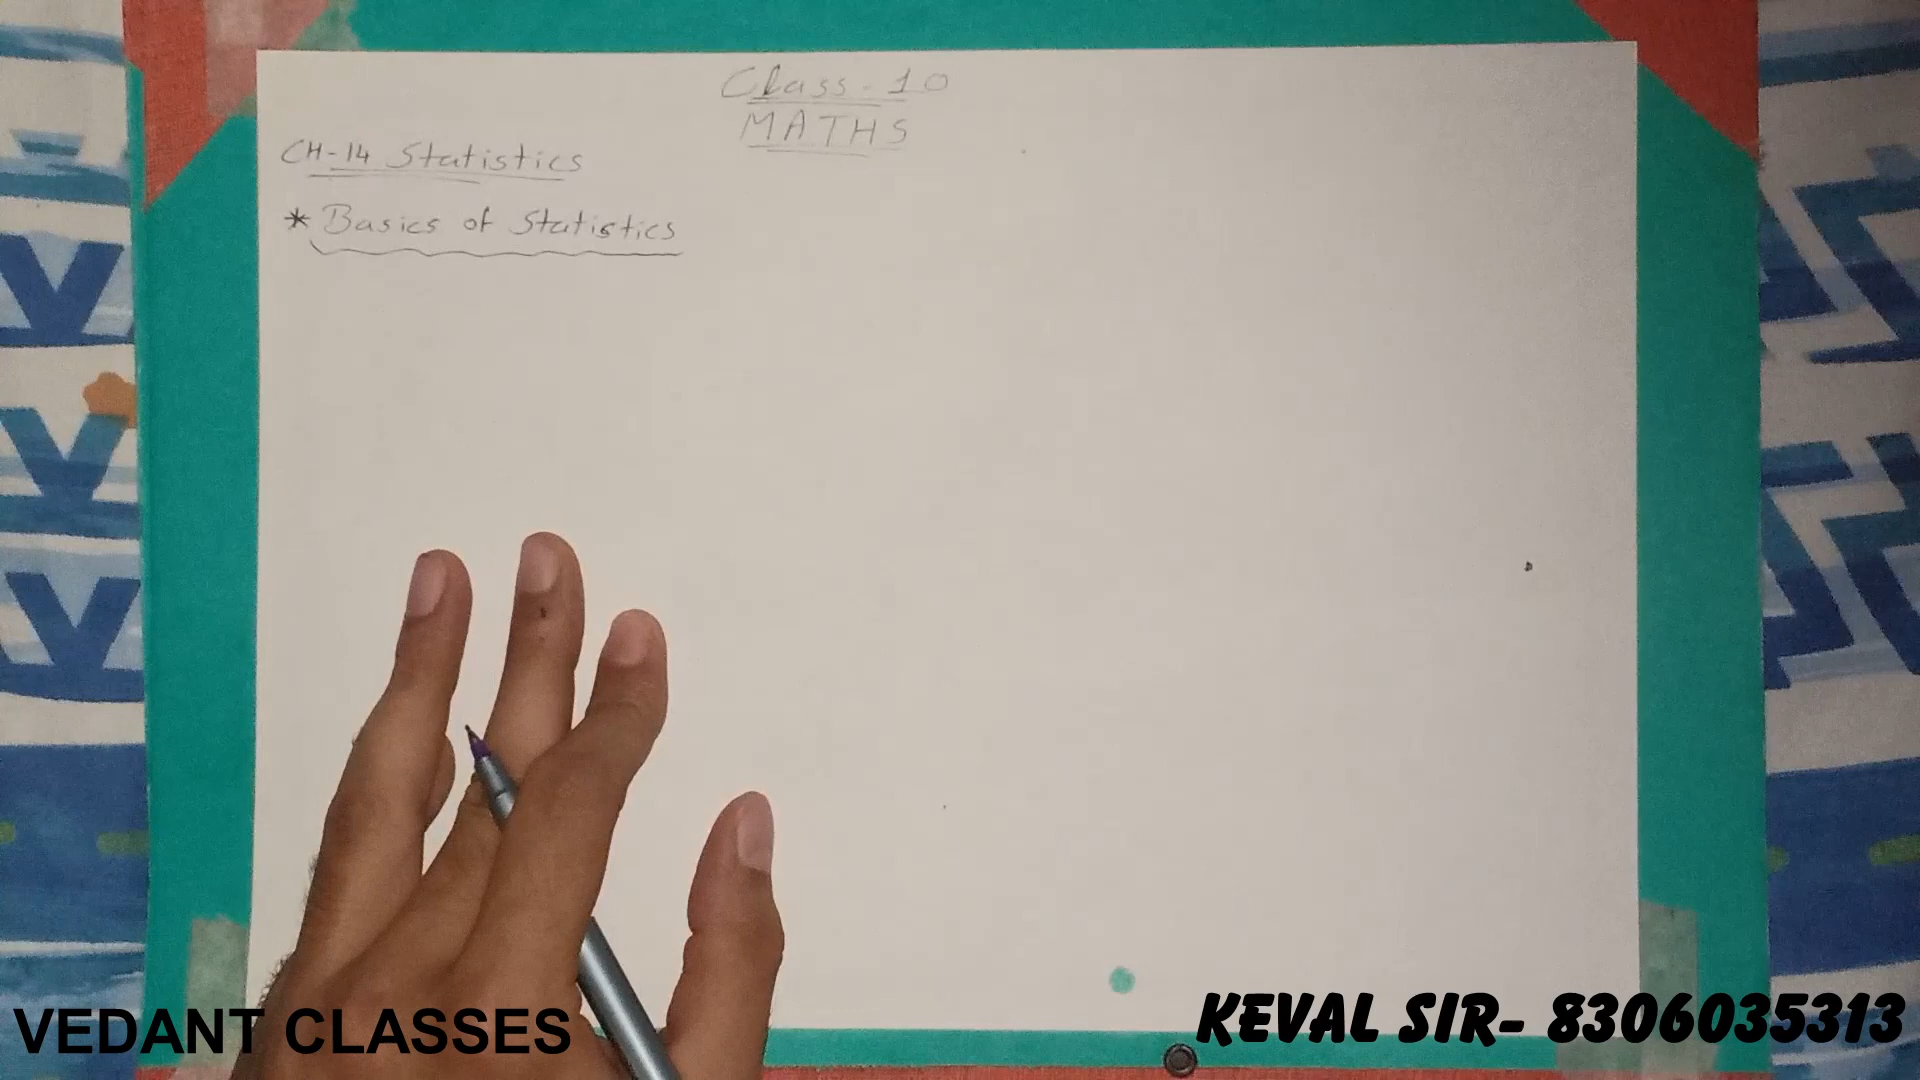 Class-10
MATHS
CH-14 Statistics
* Basics of Statistics
VEDANT CLASSES
KEVAL SIR- 8306035313